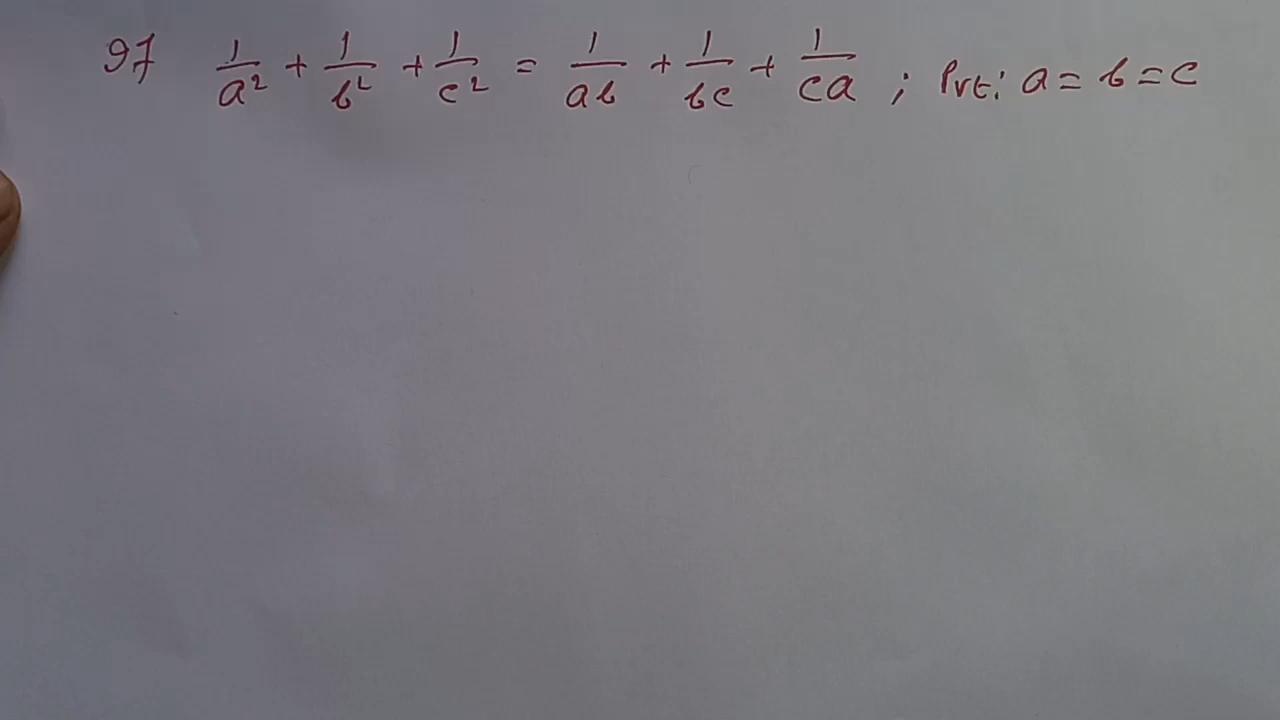 97 1/a² + 1/b² + 1/c² = 1/ab + 1/bc + 1/ca ; Prt: a = b = c